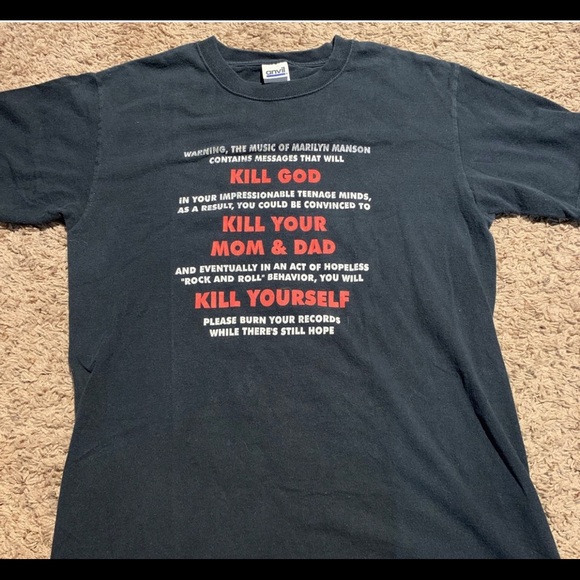 anvil
WARNING, THE MUSIC OF MARILYN MANSON
CONTAINS MESSAGES THAT WILL
KILL GOD
IN YOUR IMPRESSIONABLE TEENAGE MINDS,
AS A RESULT, YOU COULD BE CONVINCED TO
KILL YOUR
MOM & DAD
AND EVENTUALLY IN AN ACT OF HOPELESS
"ROCK AND ROLL" BEHAVIOR, YOU WILL
KILL YOURSELF
PLEASE BURN YOUR RECORDS
WHILE THERE'S STILL HOPE